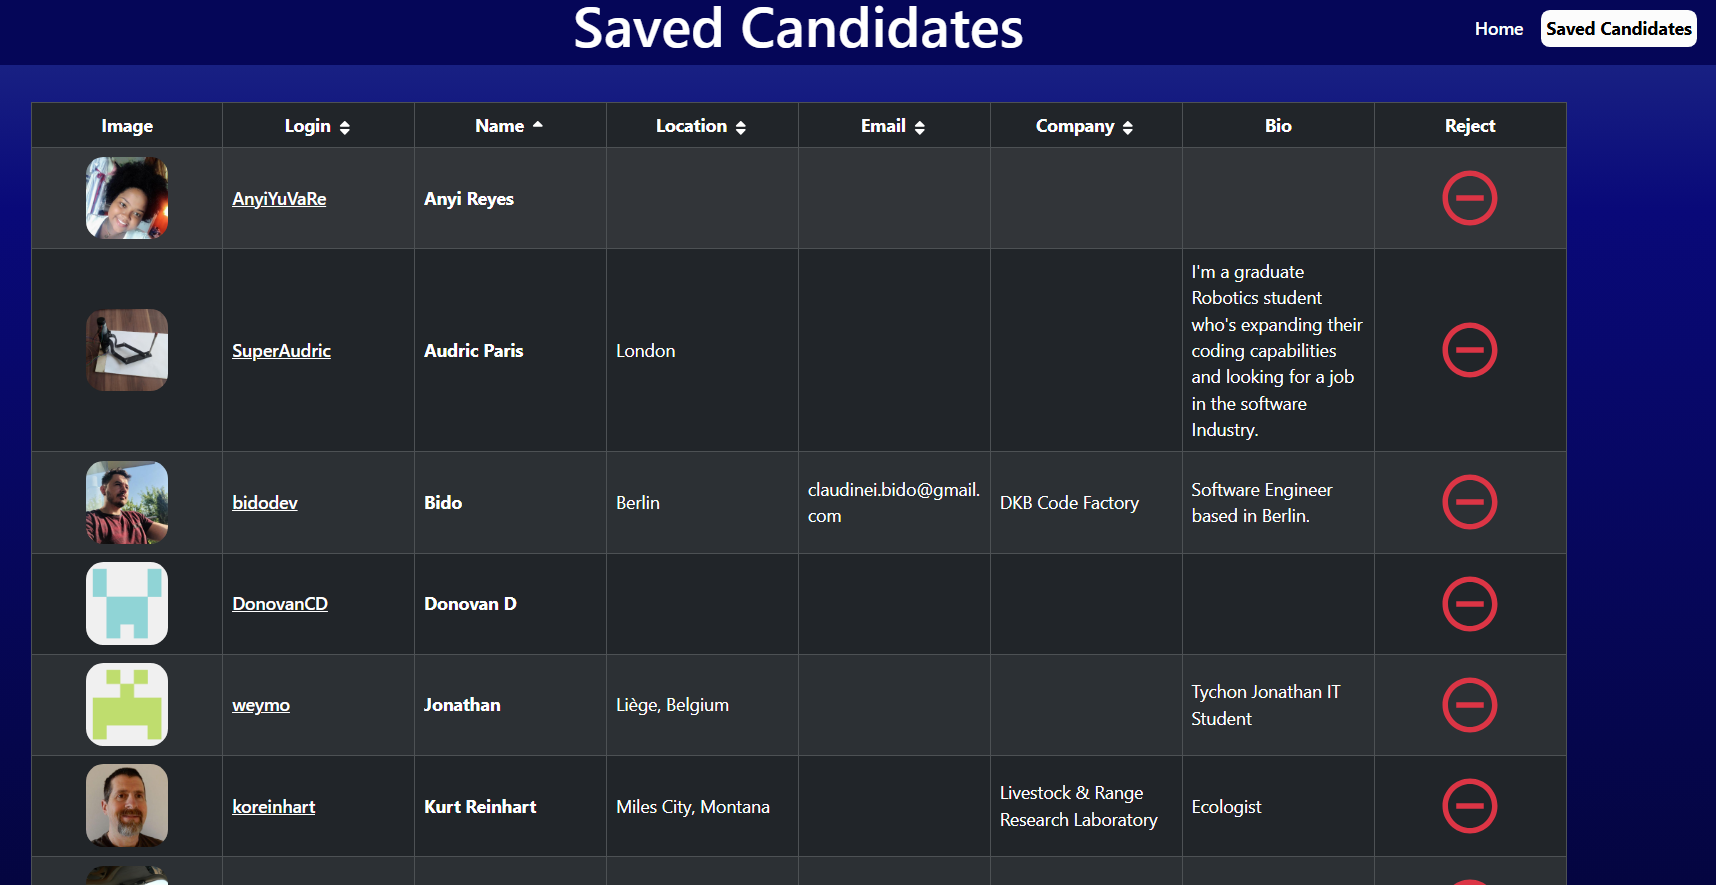 Saved Candidates
Home
Saved Candidates
Image Login Name Location Email Company Bio Reject
AnyiYuVaRe Anyi Reyes
SuperAudric Audric Paris London
I'm a graduate
Robotics student
who's expanding their
coding capabilities
and looking for a job
in the software
Industry.
bidodev Bido Berlin
claudinei.bido@gmail.
com
DKB Code Factory
Software Engineer
based in Berlin.
DonovanCD Donovan D
weymo Jonathan Liège, Belgium
Tychon Jonathan IT
Student
koreinhart Kurt Reinhart Miles City, Montana
Livestock & Range
Research Laboratory
Ecologist